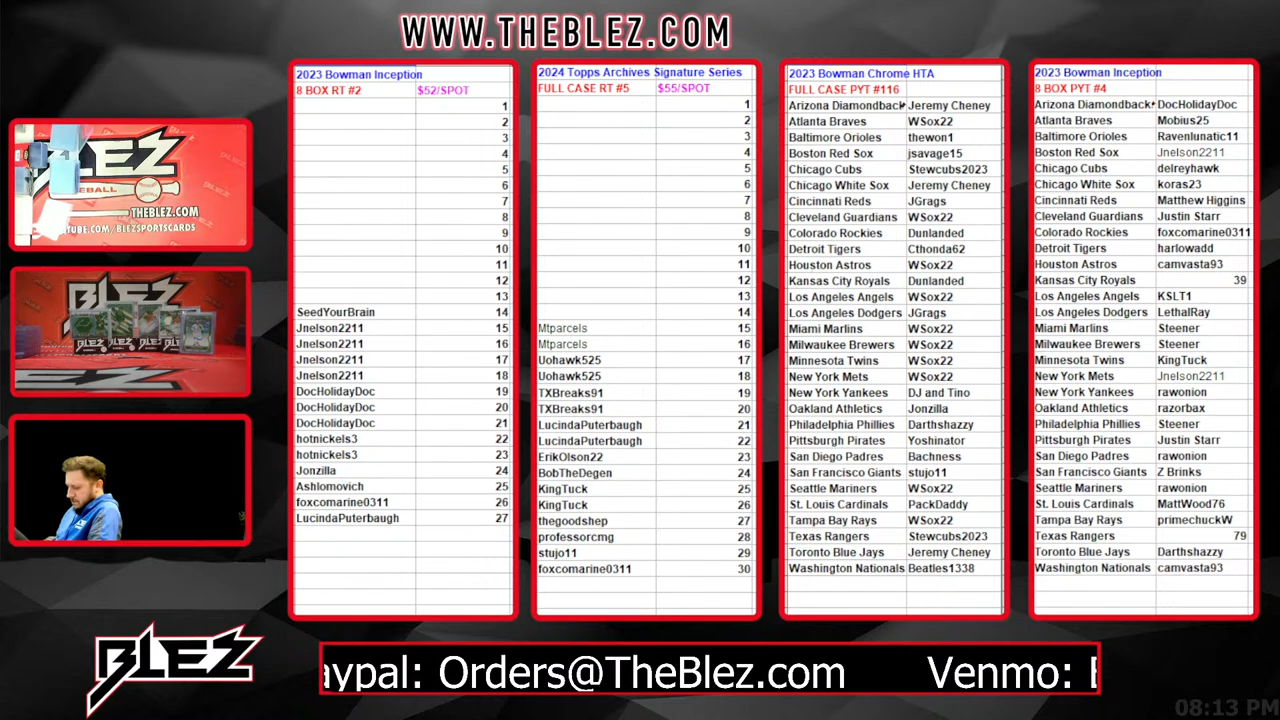 WWW.THEBLEZ.COM
BLEZ
BASEBALL
THEBLEZ.COM
YOUTUBE.COM/BLEZSPORTSCARDS
BLEZ
2023 Bowman Inception
8 BOX RT #2 $52/SPOT
1
2
3
4
5
6
7
8
9
10
11
12
13
SeedYourBrain 14
Jnelson2211 15
Jnelson2211 16
Jnelson2211 17
Jnelson2211 18
DocHolidayDoc 19
DocHolidayDoc 20
DocHolidayDoc 21
hotnickels3 22
hotnickels3 23
Jonzilla 24
Ashlomovich 25
foxcomarine0311 26
LucindaPuterbaugh 27
2024 Topps Archives Signature Series
FULL CASE RT #5 $55/SPOT
1
2
3
4
5
6
7
8
9
10
11
12
13
14
Mtparcels 15
Mtparcels 16
Uohawk525 17
Uohawk525 18
TXBreaks91 19
TXBreaks91 20
LucindaPuterbaugh 21
LucindaPuterbaugh 22
ErikOlson22 23
BobTheDegen 24
KingTuck 25
KingTuck 26
thegoodshep 27
professorcmg 28
stujo11 29
foxcomarine0311 30
2023 Bowman Chrome HTA
FULL CASE PYT #116
Arizona Diamondback Jeremy Cheney
Atlanta Braves WSox22
Baltimore Orioles thewon1
Boston Red Sox jsavage15
Chicago Cubs Stewcubs2023
Chicago White Sox Jeremy Cheney
Cincinnati Reds JGrags
Cleveland Guardians WSox22
Colorado Rockies Dunlanded
Detroit Tigers Cthonda62
Houston Astros WSox22
Kansas City Royals Dunlanded
Los Angeles Angels WSox22
Los Angeles Dodgers JGrags
Miami Marlins WSox22
Milwaukee Brewers WSox22
Minnesota Twins WSox22
New York Mets WSox22
New York Yankees DJ and Tino
Oakland Athletics Jonzilla
Philadelphia Phillies Darthshazzy
Pittsburgh Pirates Yoshinator
San Diego Padres Bachness
San Francisco Giants stujo11
Seattle Mariners WSox22
St. Louis Cardinals PackDaddy
Tampa Bay Rays WSox22
Texas Rangers Stewcubs2023
Toronto Blue Jays Jeremy Cheney
Washington Nationals Beatles1338
2023 Bowman Inception
8 BOX PYT #4
Arizona Diamondback DocHolidayDoc
Atlanta Braves Mobius25
Baltimore Orioles Ravenlunatic11
Boston Red Sox Jnelson2211
Chicago Cubs delreyhawk
Chicago White Sox koras23
Cincinnati Reds Matthew Higgins
Cleveland Guardians Justin Starr
Colorado Rockies foxcomarine0311
Detroit Tigers harlowadd
Houston Astros camvasta93
Kansas City Royals 39
Los Angeles Angels KSLT1
Los Angeles Dodgers LethalRay
Miami Marlins Steener
Milwaukee Brewers Steener
Minnesota Twins KingTuck
New York Mets Jnelson2211
New York Yankees rawonion
Oakland Athletics razorbax
Philadelphia Phillies Steener
Pittsburgh Pirates Justin Starr
San Diego Padres rawonion
San Francisco Giants Z Brinks
Seattle Mariners rawonion
St. Louis Cardinals MattWood76
Tampa Bay Rays primechuckW
Texas Rangers 79
Toronto Blue Jays Darthshazzy
Washington Nationals camvasta93
BLEZ
aypal: Orders@TheBlez.com Venmo:
08:13 PM